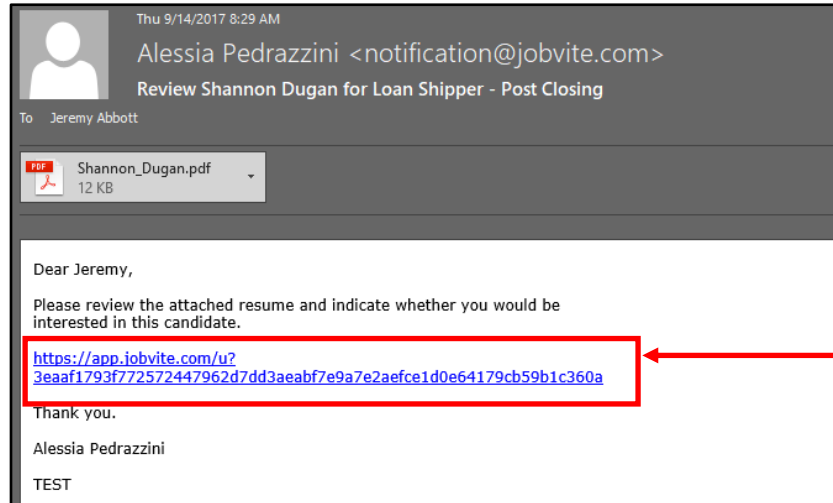 Thu 9/14/2017 8:29 AM
Alessia Pedrazzini <notification@jobvite.com>
Review Shannon Dugan for Loan Shipper - Post Closing
To Jeremy Abbott
PDF
Shannon_Dugan.pdf
12 KB
Dear Jeremy,
Please review the attached resume and indicate whether you would be
interested in this candidate.
https://app.jobvite.com/u?
3eaaf1793f772572447962d7dd3aeabf7e9a7e2aefce1d0e64179cb59b1c360a
Thank you.
Alessia Pedrazzini
TEST